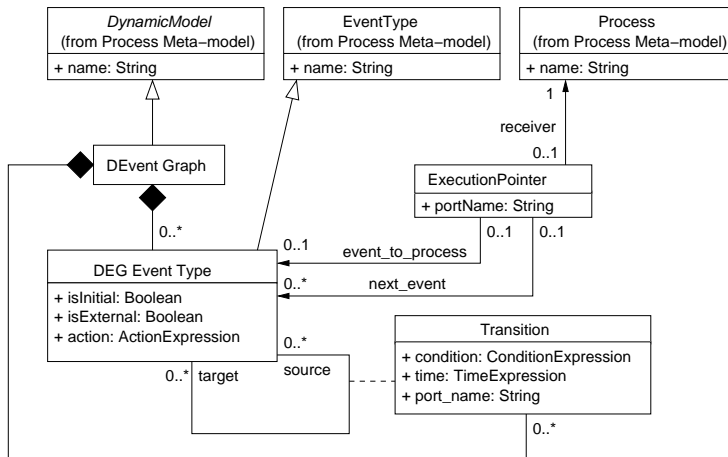 DynamicModel
(from Process Meta-model)
+ name: String
EventType
(from Process Meta-model)
+ name: String
Process
(from Process Meta-model)
+ name: String
1
receiver
0..1
DEvent Graph
ExecutionPointer
+ portName: String
0..*
0..1
0..1
0..1
event_to_process
DEG Event Type
0..*
next_event
+ isInitial: Boolean
+ isExternal: Boolean
+ action: ActionExpression
0..*
source
0..*
target
Transition
+ condition: ConditionExpression
+ time: TimeExpression
+ port_name: String
0..*